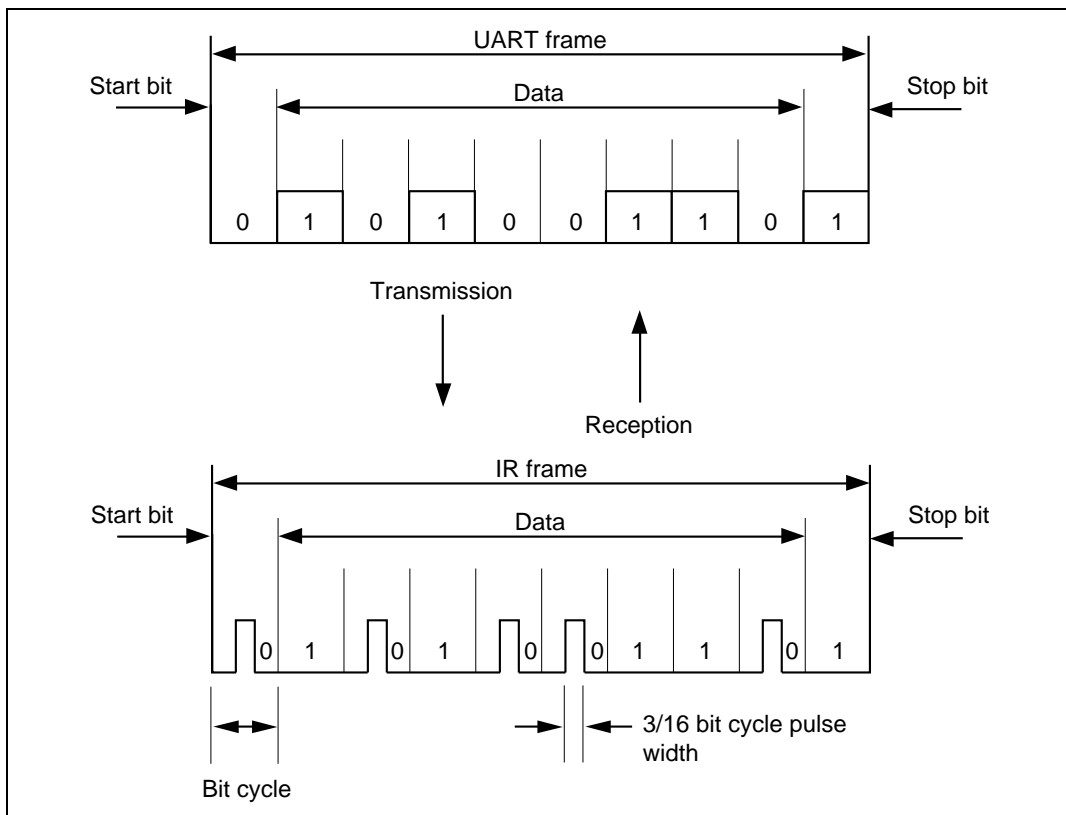 UART frame
Start bit
Stop bit
Data
0 1 0 1 0 0 1 1 0 1
Transmission
Reception
IR frame
Start bit
Stop bit
Data
0 1 0 1 0 0 1 1 0 1
3/16 bit cycle pulse
width
Bit cycle